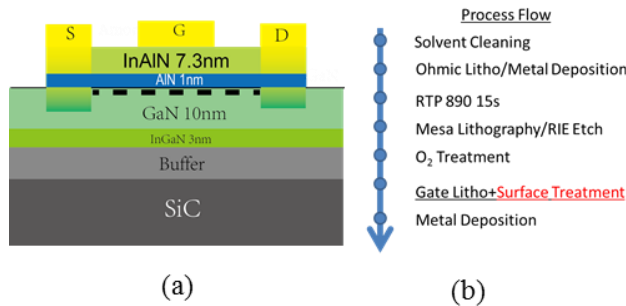 S
G
D
InAlN 7.3nm
AlN 1nm
GaN 10nm
InGaN 3nm
Buffer
SiC
(a)
Process Flow
Solvent Cleaning
Ohmic Litho/Metal Deposition
RTP 890 15s
Mesa Lithography/RIE Etch
O₂ Treatment
Gate Litho+Surface Treatment
Metal Deposition
(b)